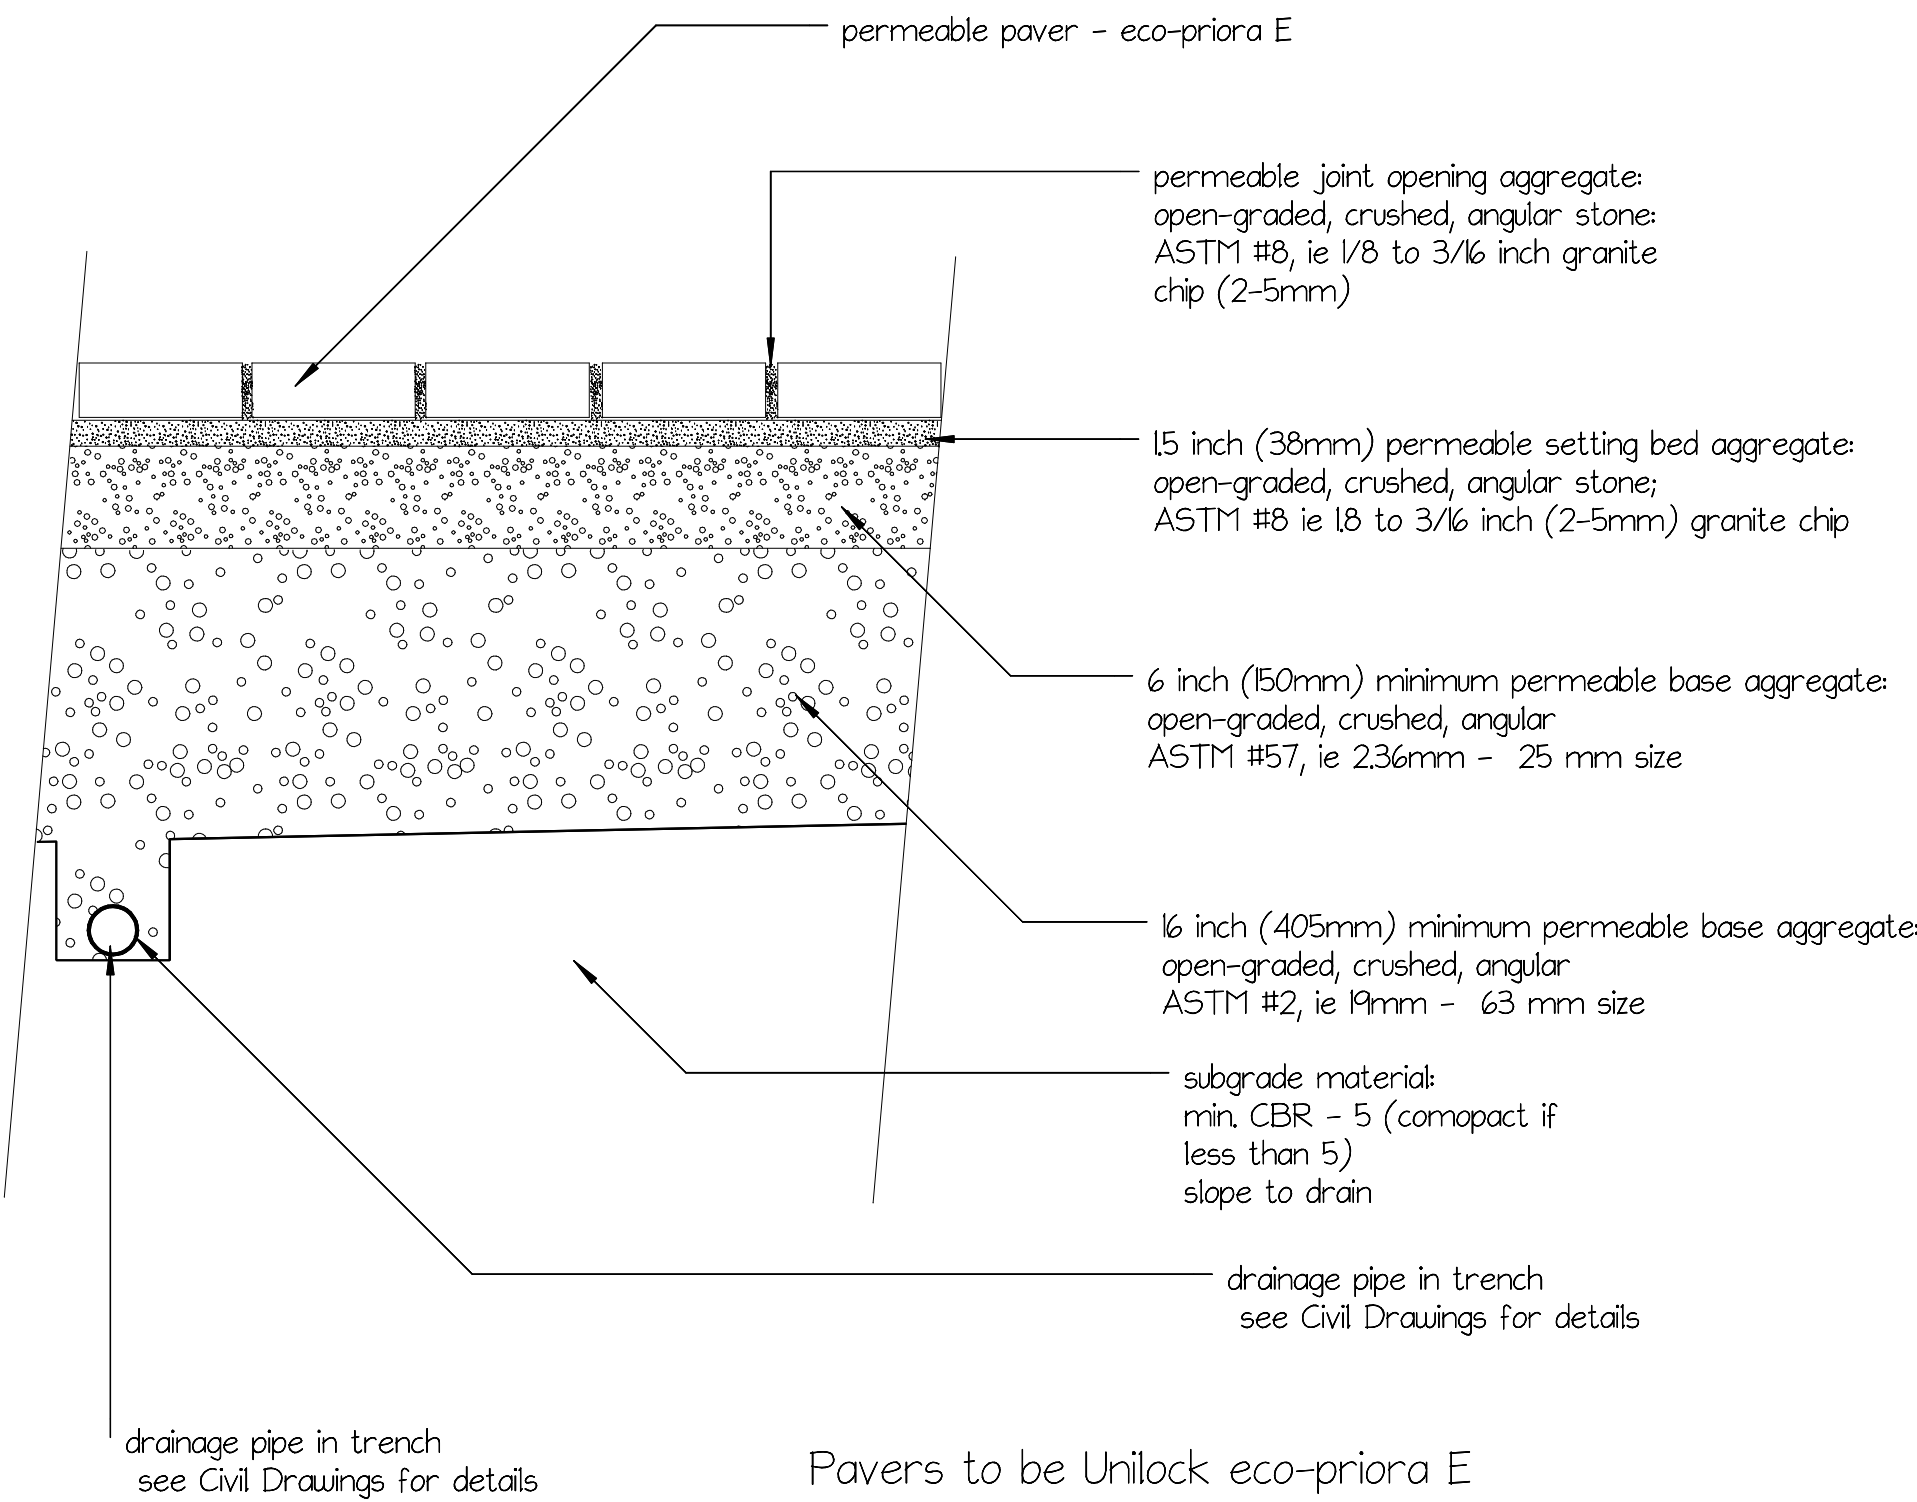 permeable paver - eco-priora E
permeable joint opening aggregate:
open-graded, crushed, angular stone:
ASTM #8, ie 1/8 to 3/16 inch granite
chip (2-5mm)
1.5 inch (38mm) permeable setting bed aggregate:
open-graded, crushed, angular stone;
ASTM #8 ie 1.8 to 3/16 inch (2-5mm) granite chip
6 inch (150mm) minimum permeable base aggregate:
open-graded, crushed, angular
ASTM #57, ie 2.36mm - 25 mm size
16 inch (405mm) minimum permeable base aggregate:
open-graded, crushed, angular
ASTM #2, ie 19mm - 63 mm size
subgrade material:
min. CBR - 5 (comopact if
less than 5)
slope to drain
drainage pipe in trench
see Civil Drawings for details
drainage pipe in trench
see Civil Drawings for details
Pavers to be Unilock eco-priora E